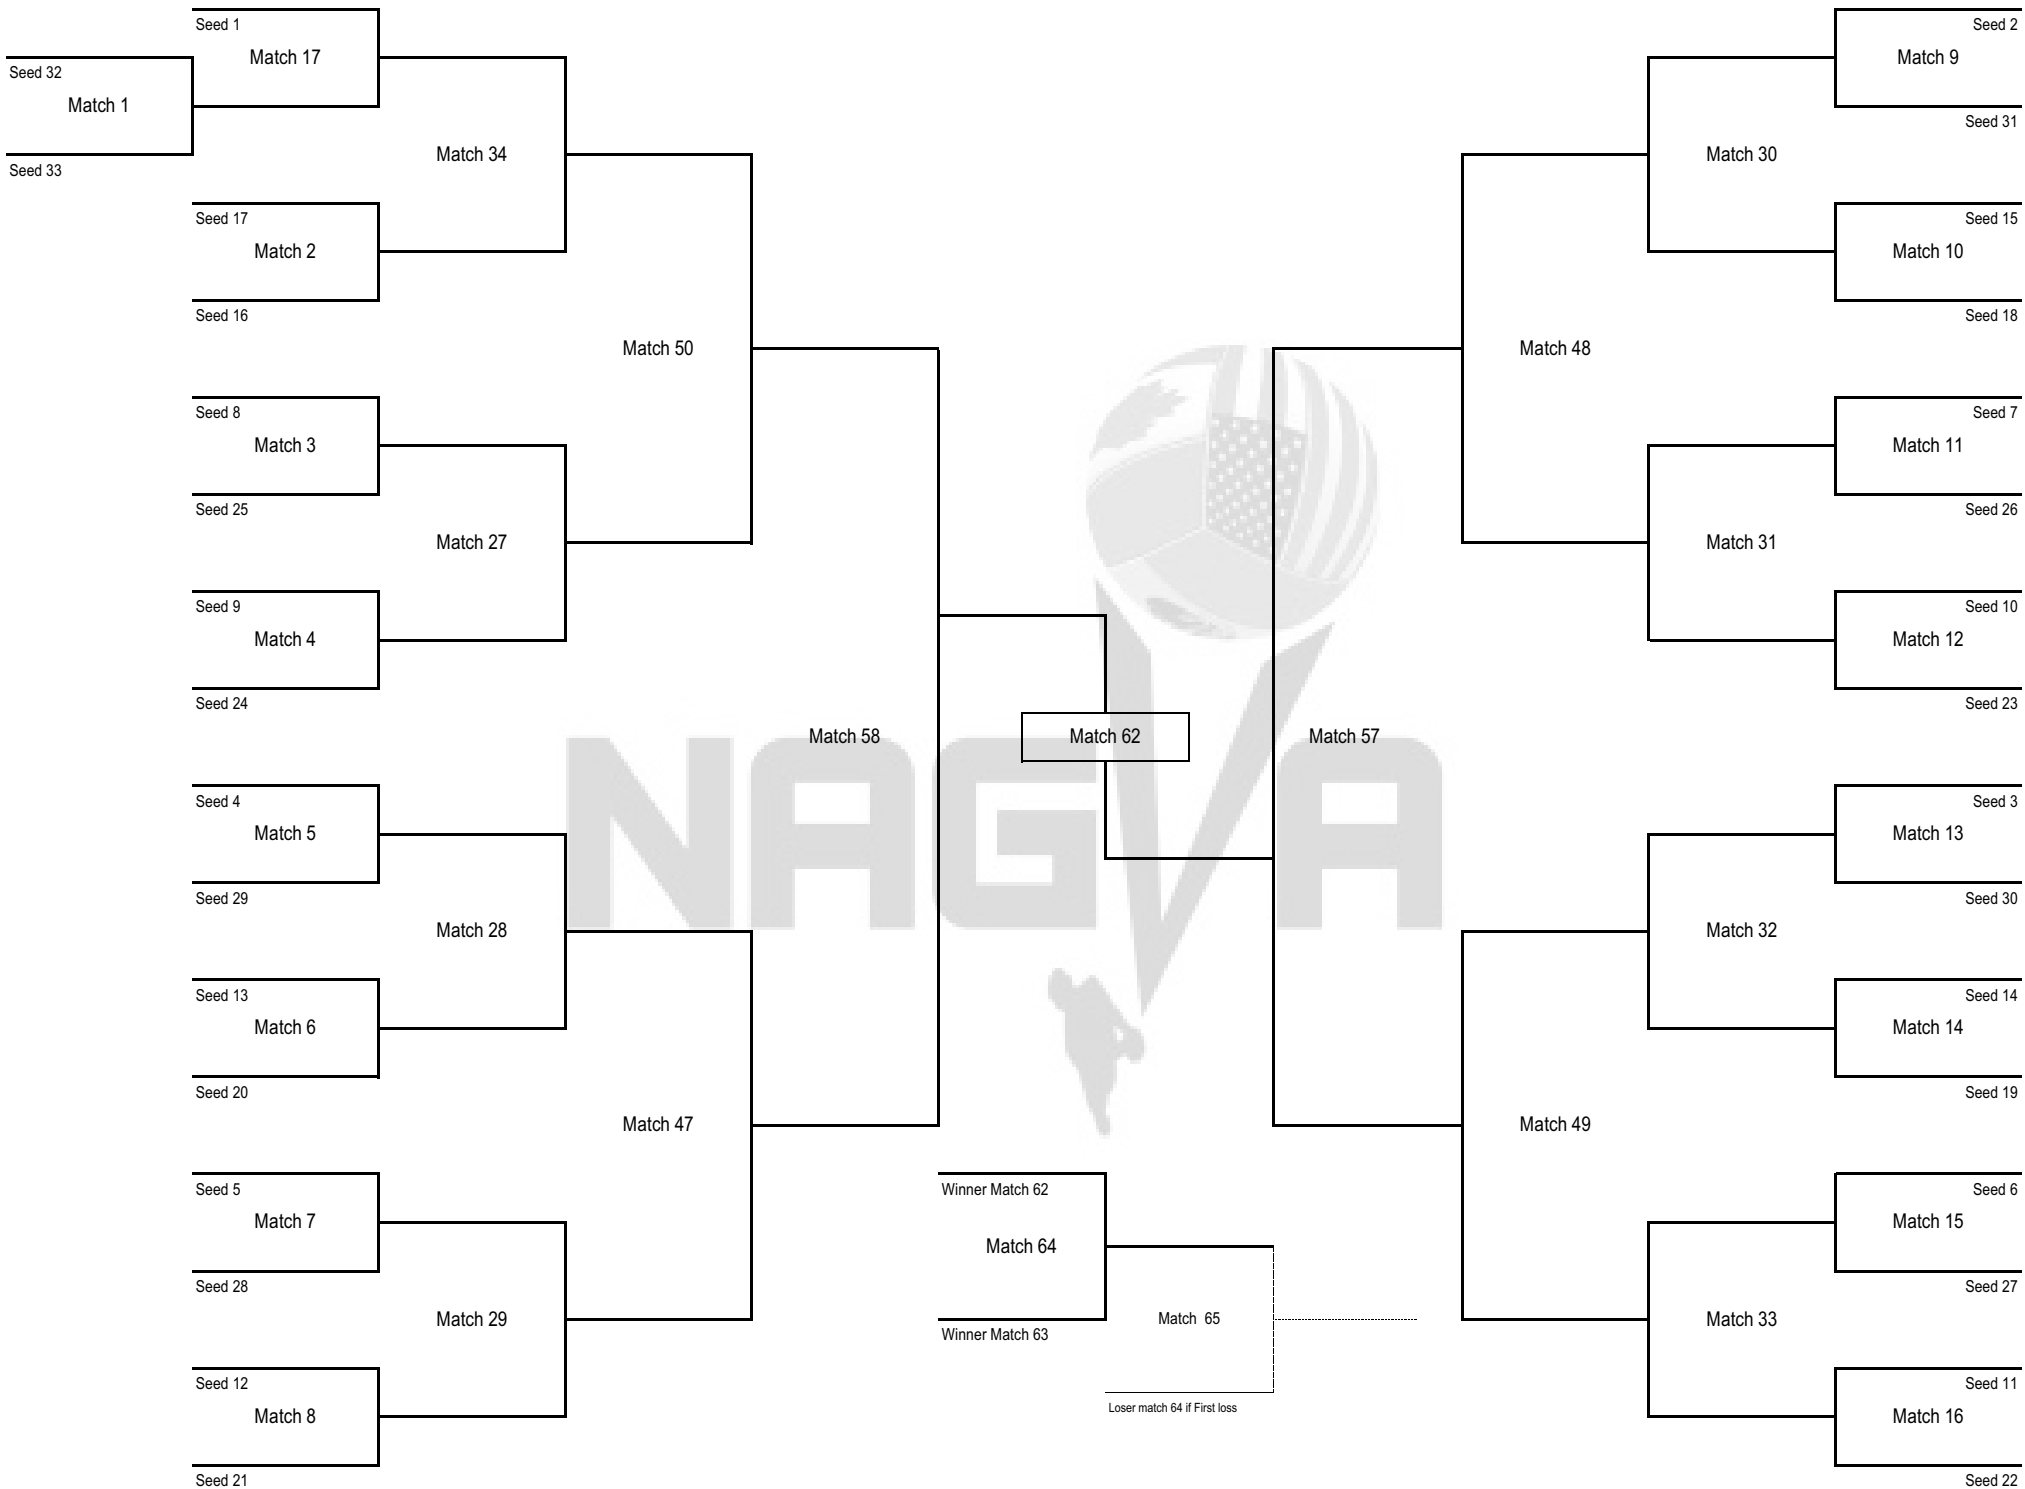 Seed 1
Seed 2
Match 17
Match 9
Seed 32
Match 1
Seed 31
Match 34
Match 30
Seed 33
Seed 17
Seed 15
Match 2
Match 10
Seed 16
Seed 18
Match 50
Match 48
Seed 8
Seed 7
Match 3
Match 11
Seed 25
Seed 26
Match 27
Match 31
Seed 9
Seed 10
Match 4
Match 12
Seed 24
Seed 23
Match 58
Match 62
Match 57
NAGVA
Seed 4
Seed 3
Match 5
Match 13
Seed 29
Seed 30
Match 28
Match 32
Seed 13
Seed 14
Match 6
Match 14
Seed 20
Seed 19
Match 47
Match 49
Seed 5
Winner Match 62
Seed 6
Match 7
Match 15
Match 64
Seed 28
Seed 27
Match 29
Match 65
Match 33
Winner Match 63
Seed 12
Seed 11
Loser match 64 if First loss
Match 8
Match 16
Seed 21
Seed 22